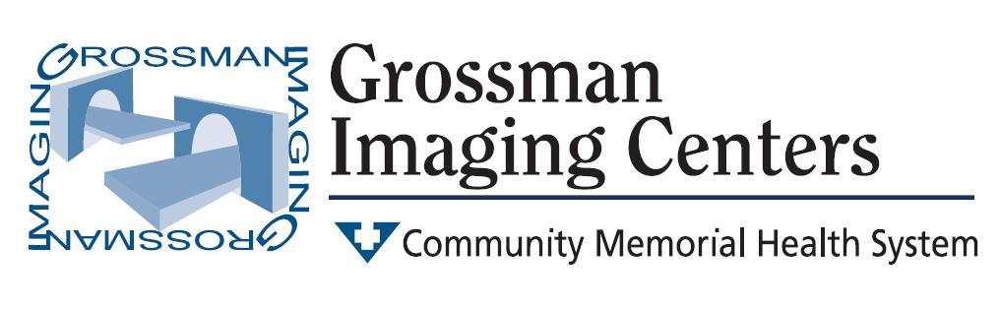 GROSSMAN
IMAGING
GROSSMAN
IMAGING
Grossman
Imaging Centers
Community Memorial Health System